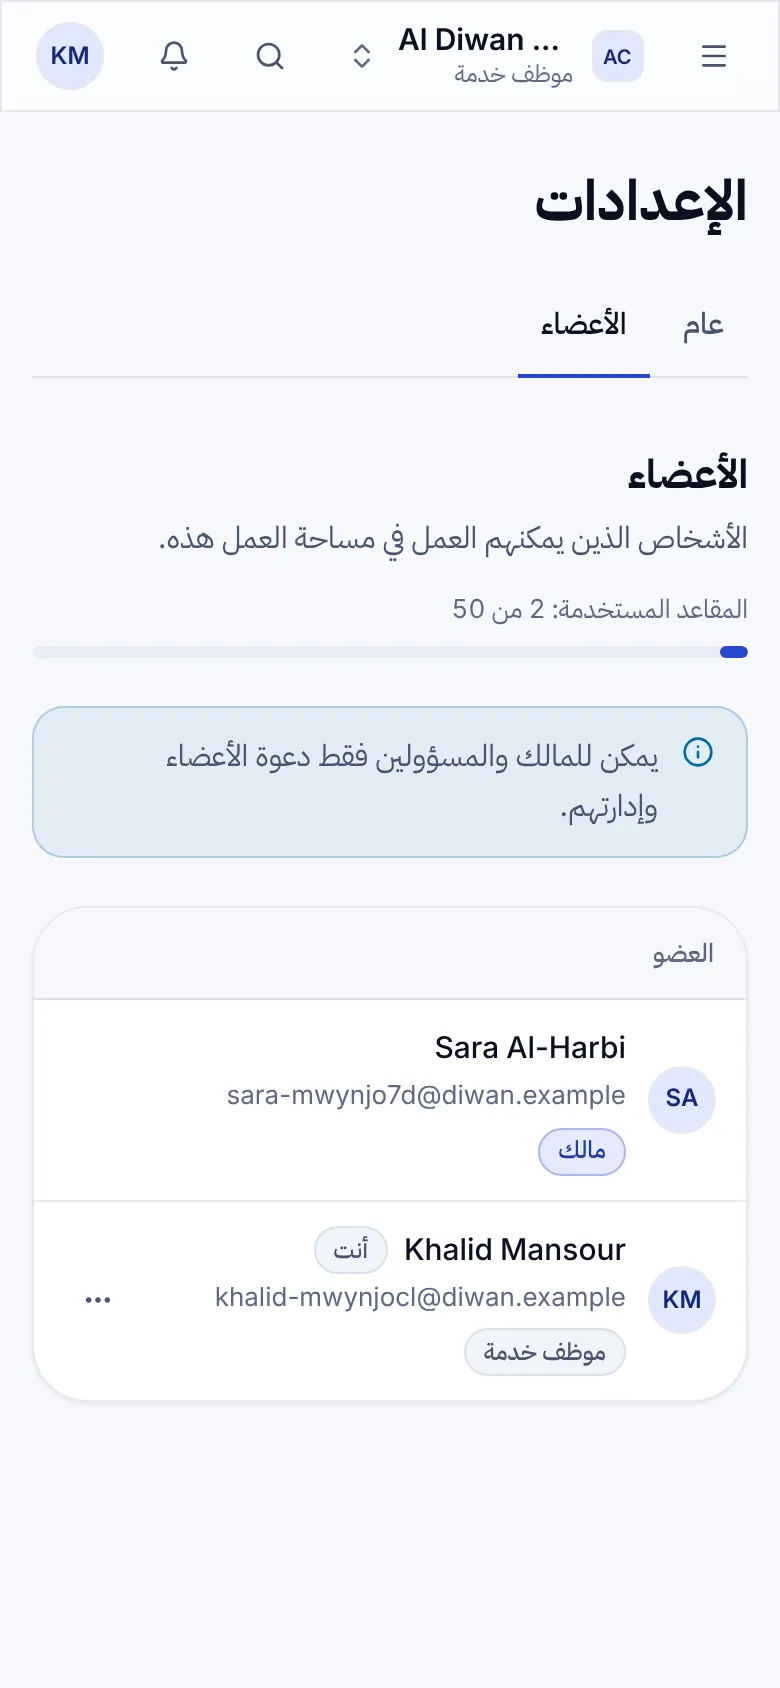 AC
Al Diwan ...
موظف خدمة
KM
الإعدادات
عام
الأعضاء
الأعضاء
الأشخاص الذين يمكنهم العمل في مساحة العمل هذه.
المقاعد المستخدمة: 2 من 50
يمكن للمالك والمسؤولين فقط دعوة الأعضاء
وإدارتهم.
العضو
SA
Sara Al-Harbi
sara-mwynjo7d@diwan.example
مالك
KM
Khalid Mansour أنت
khalid-mwynjocl@diwan.example
موظف خدمة